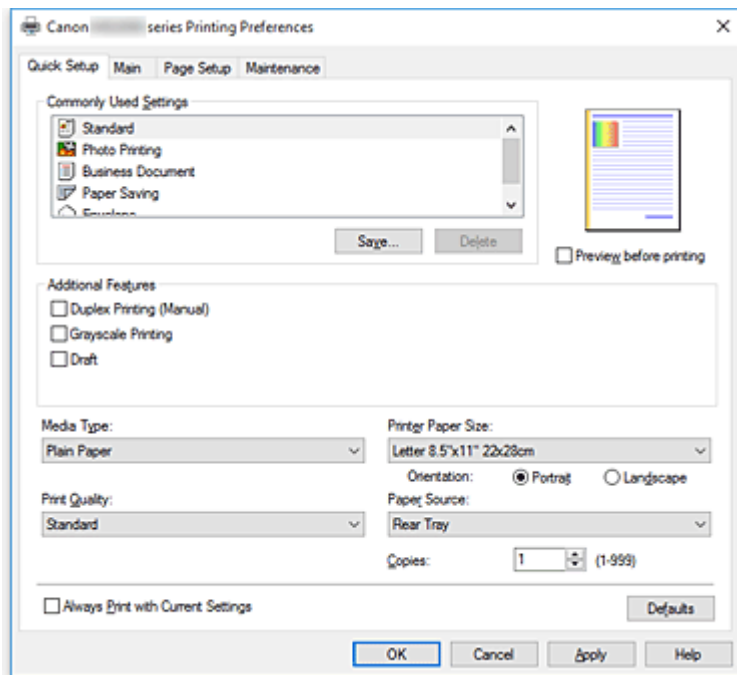 Canon series Printing Preferences
Quick Setup Main Page Setup Maintenance
Commonly Used Settings
Standard
Photo Printing
Business Document
Paper Saving
Envelope
Save... Delete
Preview before printing
Additional Features
Duplex Printing (Manual)
Grayscale Printing
Draft
Media Type:
Plain Paper
Printer Paper Size:
Letter 8.5"x11" 22x28cm
Orientation: Portrait Landscape
Print Quality:
Standard
Paper Source:
Rear Tray
Copies: 1 (1-999)
Always Print with Current Settings
Defaults
OK Cancel Apply Help